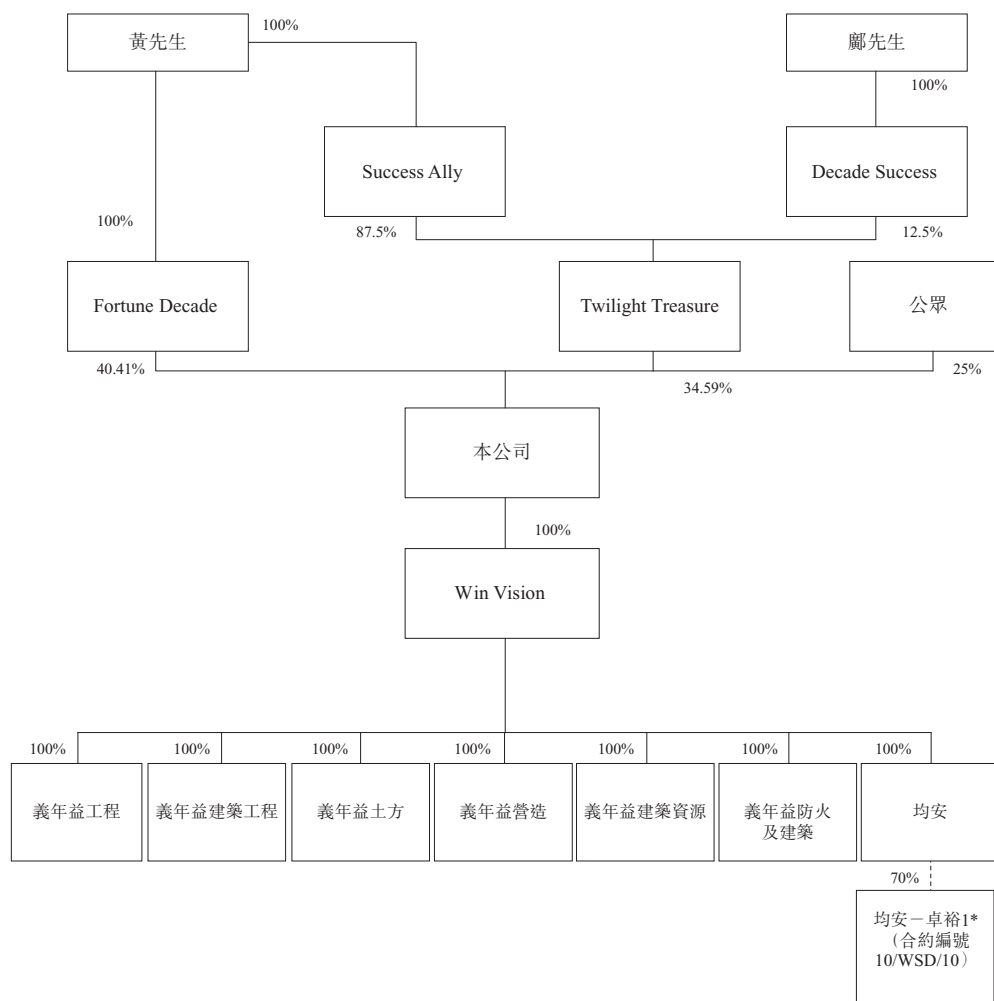 黃先生
100%
鄺先生
100%
Success Ally
Decade Success
100%
87.5%
12.5%
Fortune Decade
Twilight Treasure
公眾
40.41%
34.59%
25%
本公司
100%
Win Vision
100%
100%
100%
100%
100%
100%
100%
義年益工程
義年益建築工程
義年益土方
義年益營造
義年益建築資源
義年益防火
及建築
均安
70%
均安－卓裕1*
（合約編號
10/WSD/10）